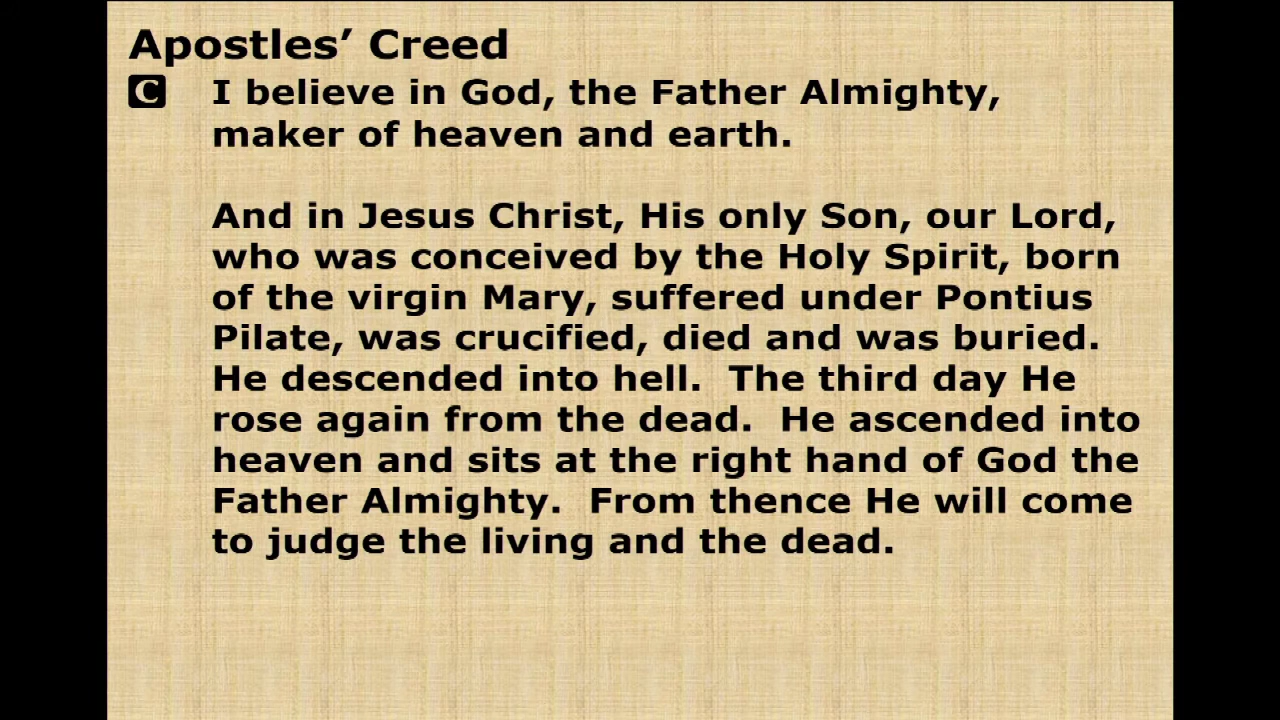 Apostles’ Creed
C I believe in God, the Father Almighty,
maker of heaven and earth.
And in Jesus Christ, His only Son, our Lord,
who was conceived by the Holy Spirit, born
of the virgin Mary, suffered under Pontius
Pilate, was crucified, died and was buried.
He descended into hell.  The third day He
rose again from the dead.  He ascended into
heaven and sits at the right hand of God the
Father Almighty.  From thence He will come
to judge the living and the dead.